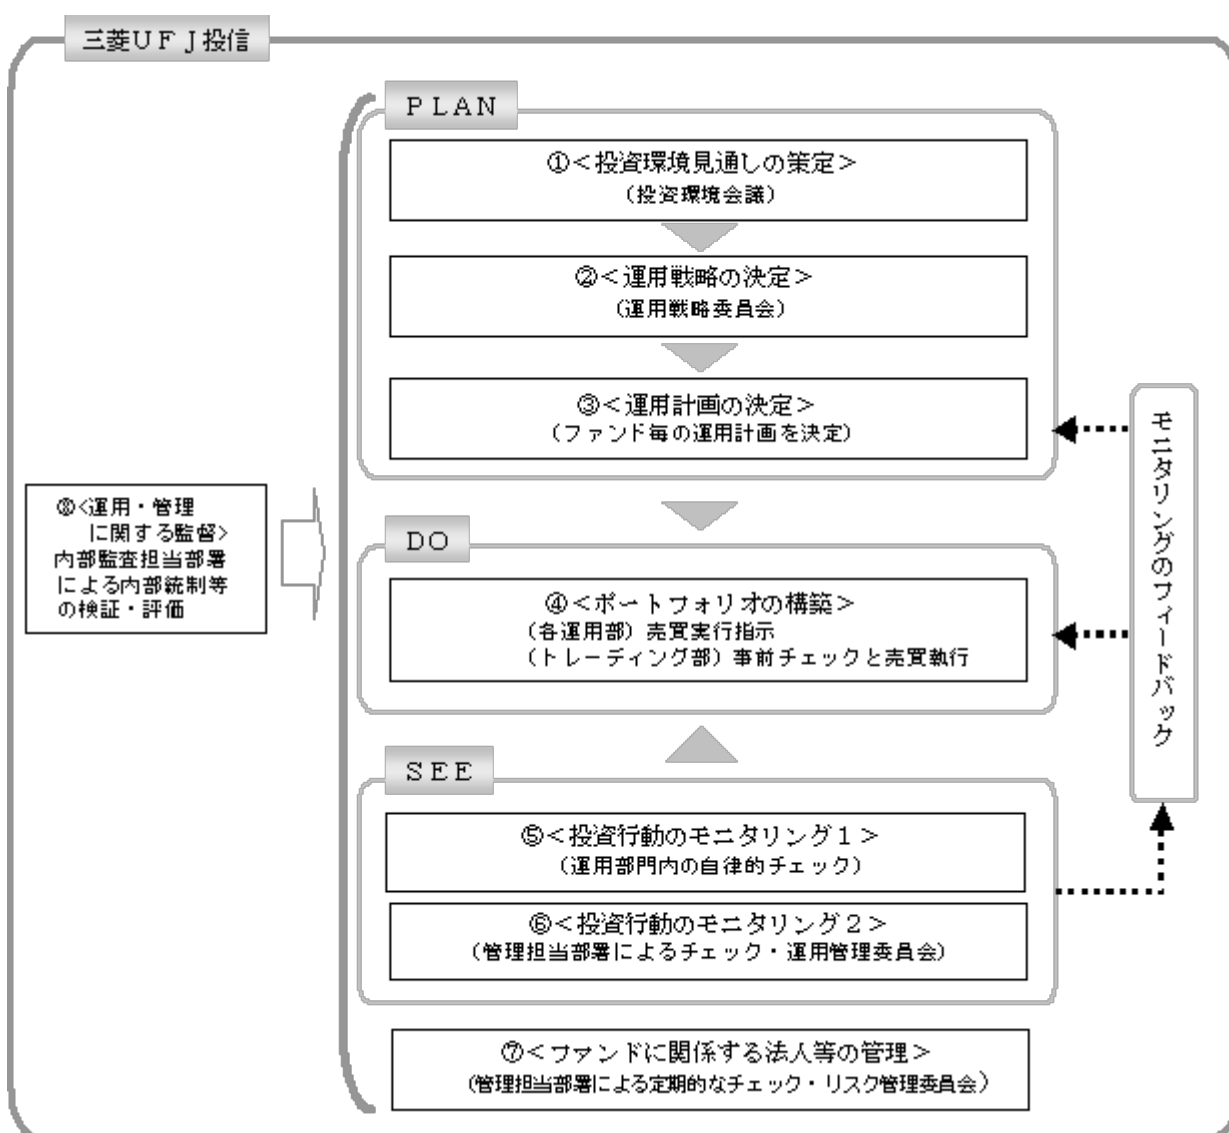 三菱ＵＦＪ投信
ＰＬＡＮ
①＜投資環境見通しの策定＞
（投資環境会議）
②＜運用戦略の決定＞
（運用戦略委員会）
③＜運用計画の決定＞
（ファンド毎の運用計画を決定）
モニタリングのフィードバック
⑧<運用・管理
に関する監督>
内部監査担当部署
による内部統制等
の検証・評価
ＤＯ
④＜ポートフォリオの構築＞
（各運用部）売買実行指示
（トレーディング部）事前チェックと売買執行
ＳＥＥ
⑤＜投資行動のモニタリング１＞
（運用部門内の自律的チェック）
⑥＜投資行動のモニタリング２＞
（管理担当部署によるチェック・運用管理委員会）
⑦＜ファンドに関係する法人等の管理＞
（管理担当部署による定期的なチェック・リスク管理委員会）